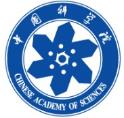 中国科学院
CHINESE ACADEMY OF SCIENCES